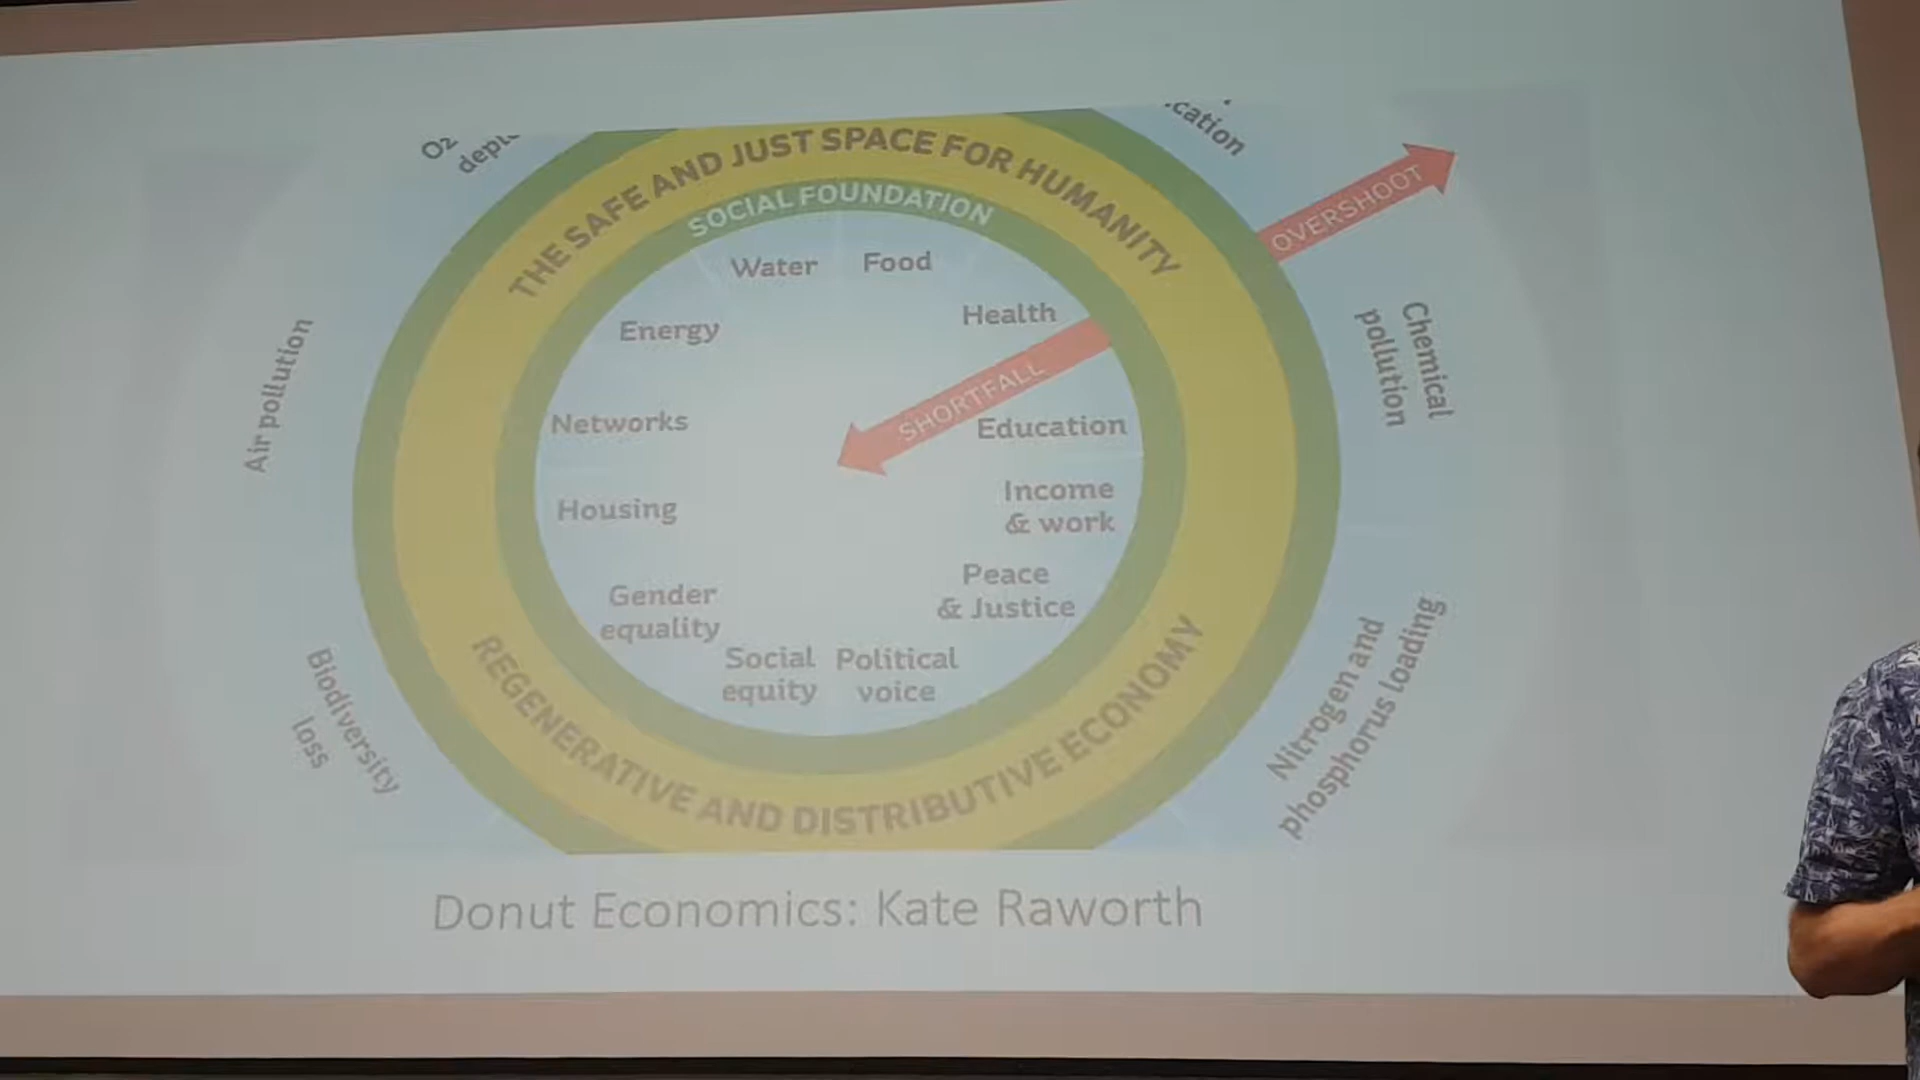 O2
THE SAFE AND JUST SPACE FOR HUMANITY
SOCIAL FOUNDATION
OVERSHOOT
Water
Food
Energy
Health
SHORTFALL
Air pollution
Chemical
pollution
Networks
Education
Housing
Income
& work
Gender
equality
Peace
& Justice
Social
equity
Political
voice
Biodiversity
loss
Nitrogen and
phosphorus loading
REGENERATIVE AND DISTRIBUTIVE ECONOMY
Donut Economics: Kate Raworth